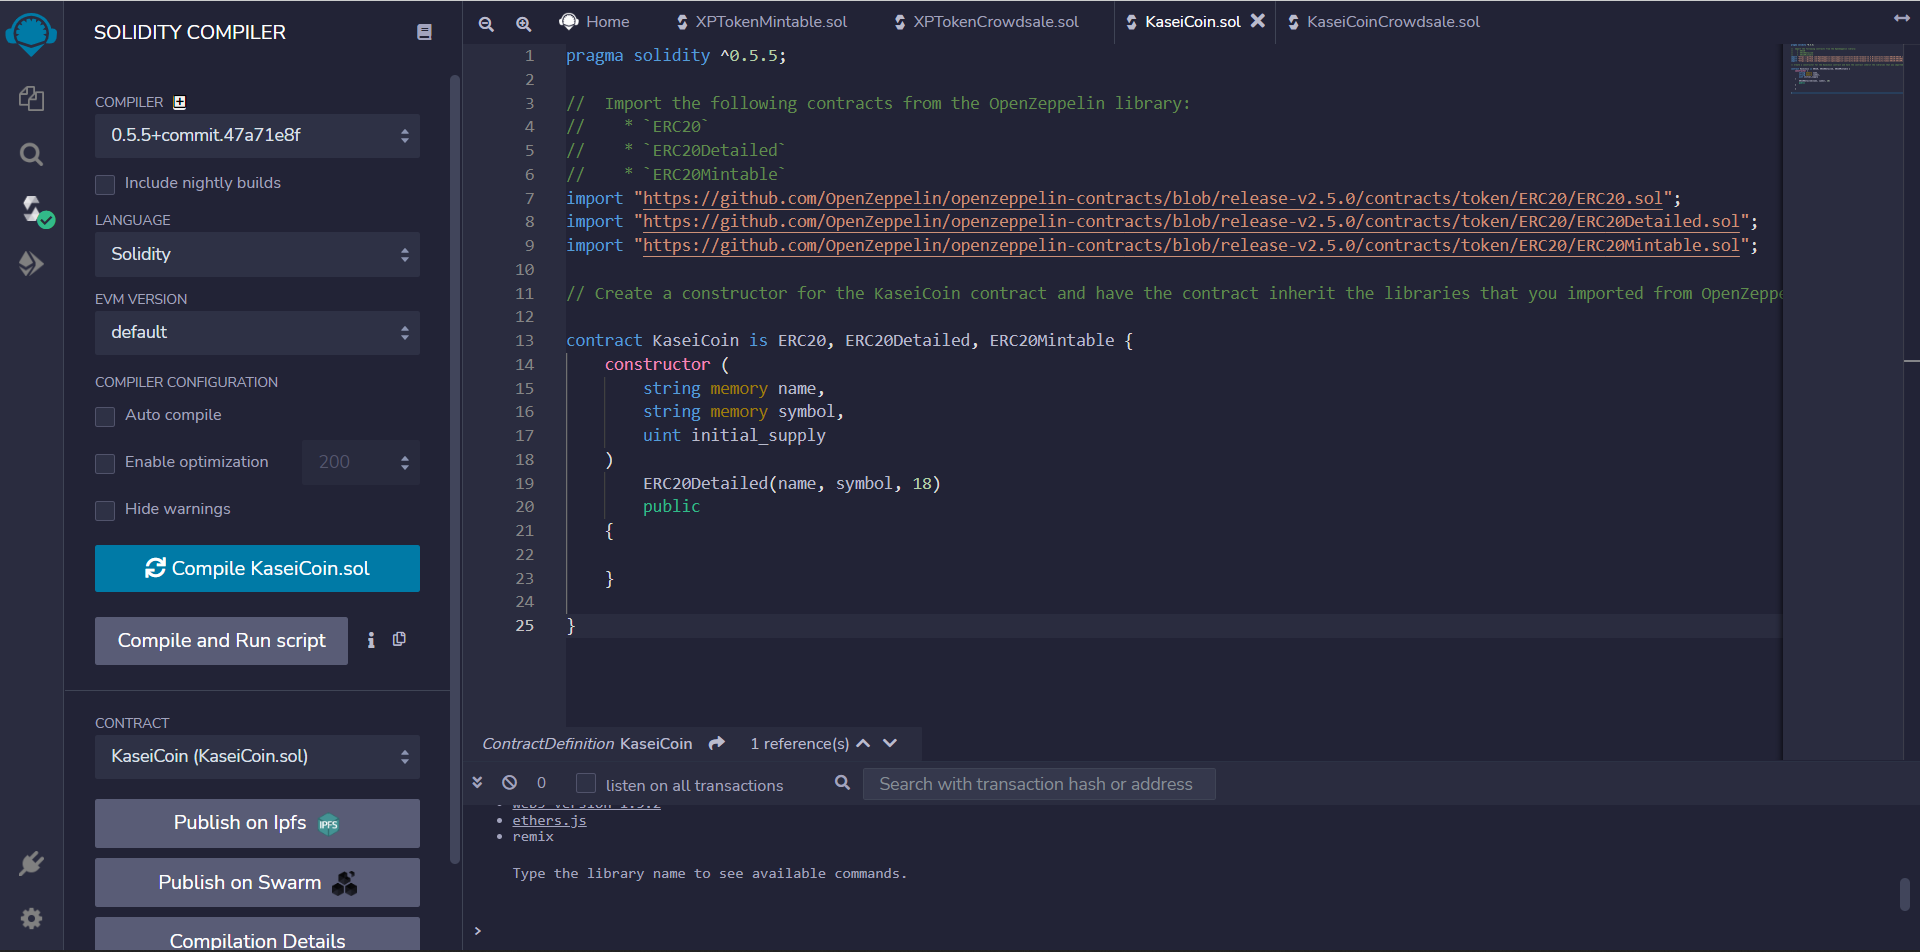 SOLIDITY COMPILER
COMPILER
0.5.5+commit.47a71e8f
Include nightly builds
LANGUAGE
Solidity
EVM VERSION
default
COMPILER CONFIGURATION
Auto compile
Enable optimization 200
Hide warnings
Compile KaseiCoin.sol
Compile and Run script
CONTRACT
KaseiCoin (KaseiCoin.sol)
Publish on Ipfs IPFS
Publish on Swarm
Compilation Details
Home XPTokenMintable.sol XPTokenCrowdsale.sol KaseiCoin.sol KaseiCoinCrowdsale.sol
1 pragma solidity ^0.5.5;
2
3 //  Import the following contracts from the OpenZeppelin library:
4 //    * `ERC20`
5 //    * `ERC20Detailed`
6 //    * `ERC20Mintable`
7 import "https://github.com/OpenZeppelin/openzeppelin-contracts/blob/release-v2.5.0/contracts/token/ERC20/ERC20.sol";
8 import "https://github.com/OpenZeppelin/openzeppelin-contracts/blob/release-v2.5.0/contracts/token/ERC20/ERC20Detailed.sol";
9 import "https://github.com/OpenZeppelin/openzeppelin-contracts/blob/release-v2.5.0/contracts/token/ERC20/ERC20Mintable.sol";
10
11 // Create a constructor for the KaseiCoin contract and have the contract inherit the libraries that you imported from OpenZeppe
12
13 contract KaseiCoin is ERC20, ERC20Detailed, ERC20Mintable {
14     constructor (
15         string memory name,
16         string memory symbol,
17         uint initial_supply
18     )
19         ERC20Detailed(name, symbol, 18)
20         public
21     {
22
23     }
24
25 }
ContractDefinition KaseiCoin 1 reference(s)
0 listen on all transactions Search with transaction hash or address
web3 version 1.5.2
• ethers.js
• remix
Type the library name to see available commands.
>